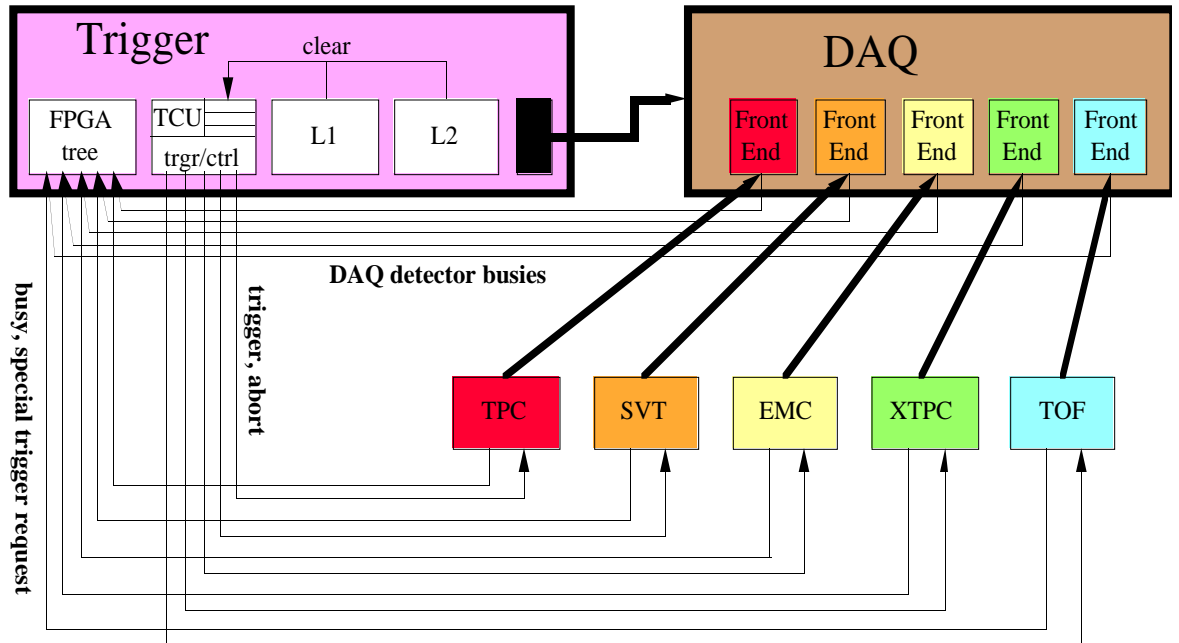 Trigger
DAQ
clear
FPGA
tree
TCU
trgr/ctrl
L1
L2
Front
End
Front
End
Front
End
Front
End
Front
End
DAQ detector busies
busy, special trigger request
trigger, abort
TPC
SVT
EMC
XTPC
TOF